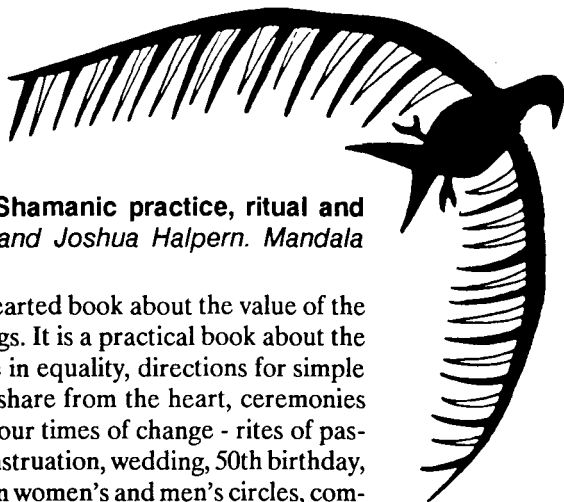 Shamanic practice, ritual and
and Joshua Halpern. Mandala
earted book about the value of the
gs. It is a practical book about the
in equality, directions for simple
share from the heart, ceremonies
our times of change - rites of pas-
nstruation, wedding, 50th birthday,
n women's and men's circles, com-